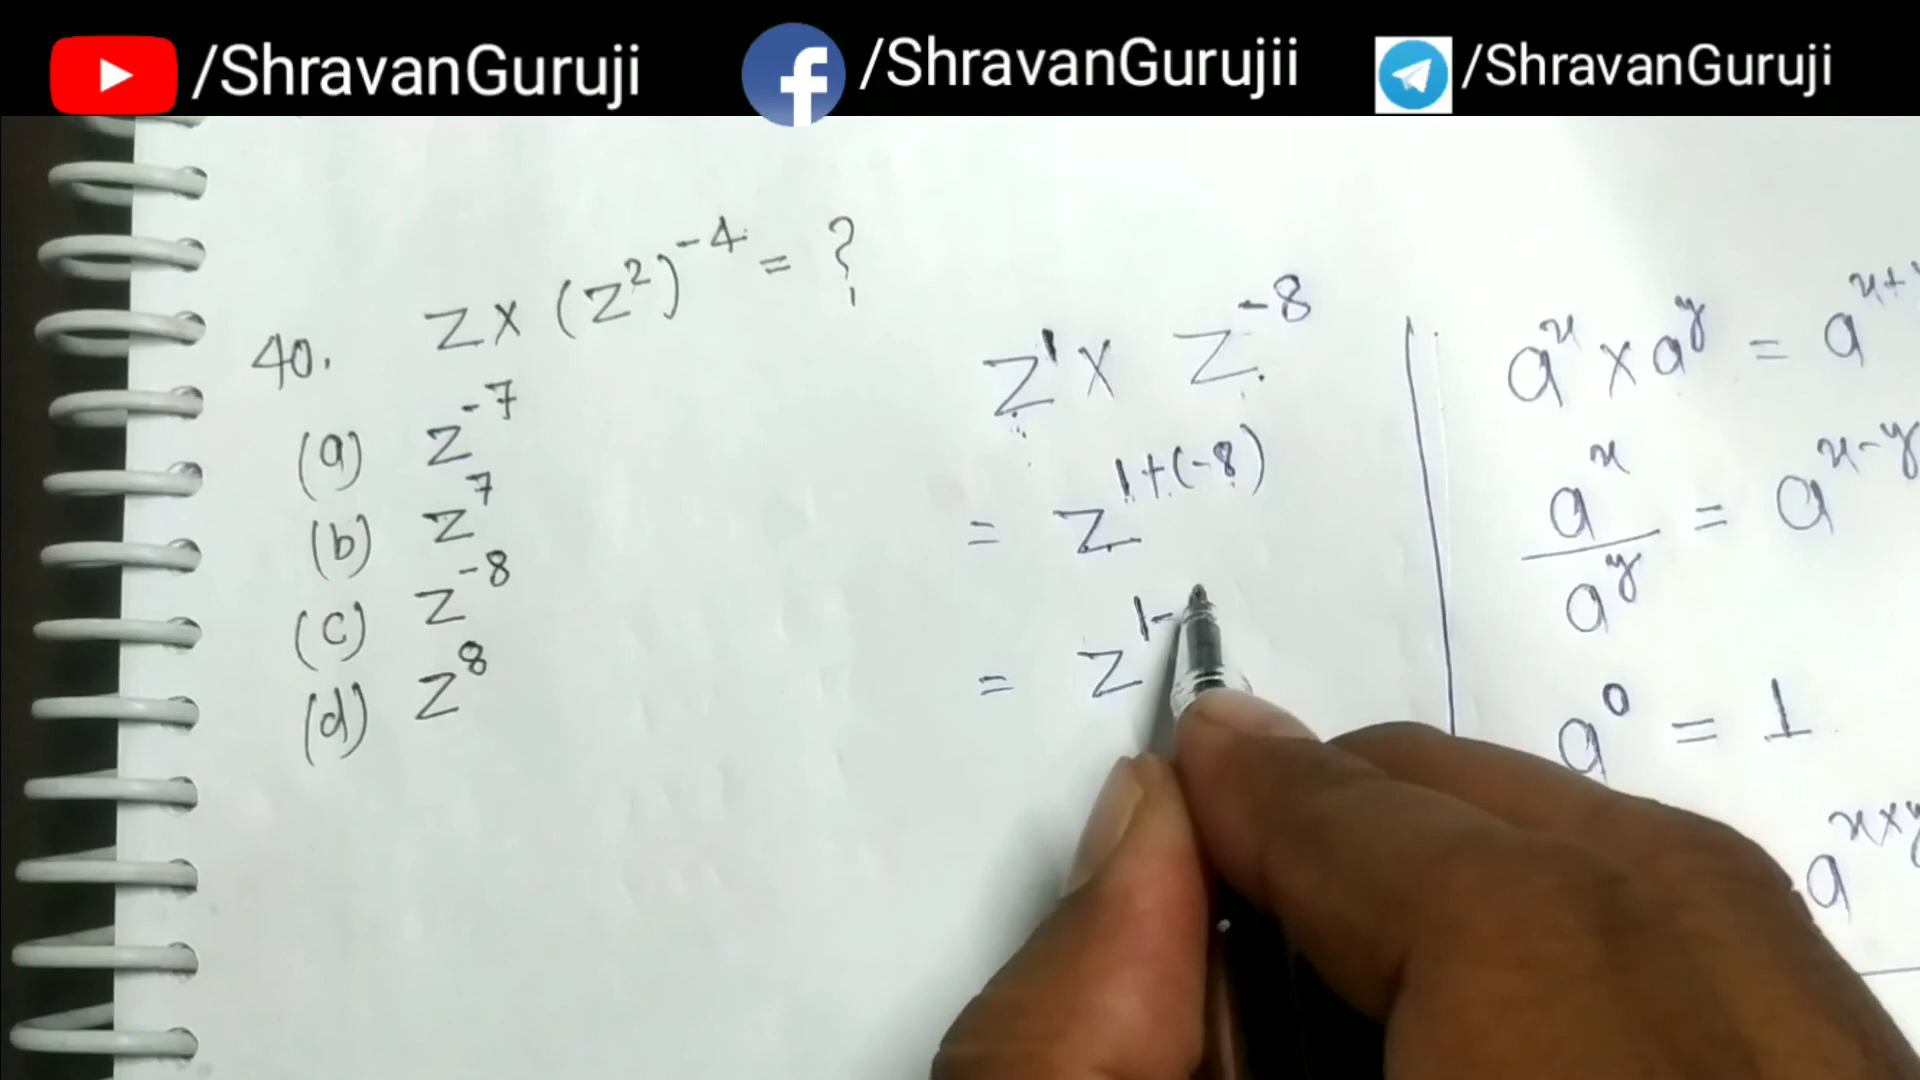 /ShravanGuruji /ShravanGurujii /ShravanGuruji
40. z × (z²)⁻⁴ = ?
(a) z⁻⁷
(b) z⁷
(c) z⁻⁸
(d) z⁸
z¹ × z⁻⁸
= z¹⁺⁽⁻⁸⁾
= z¹⁻
aˣ × aʸ = aˣ⁺
aˣ/aʸ = aˣ⁻ʸ
a⁰ = 1
a^{x×y}